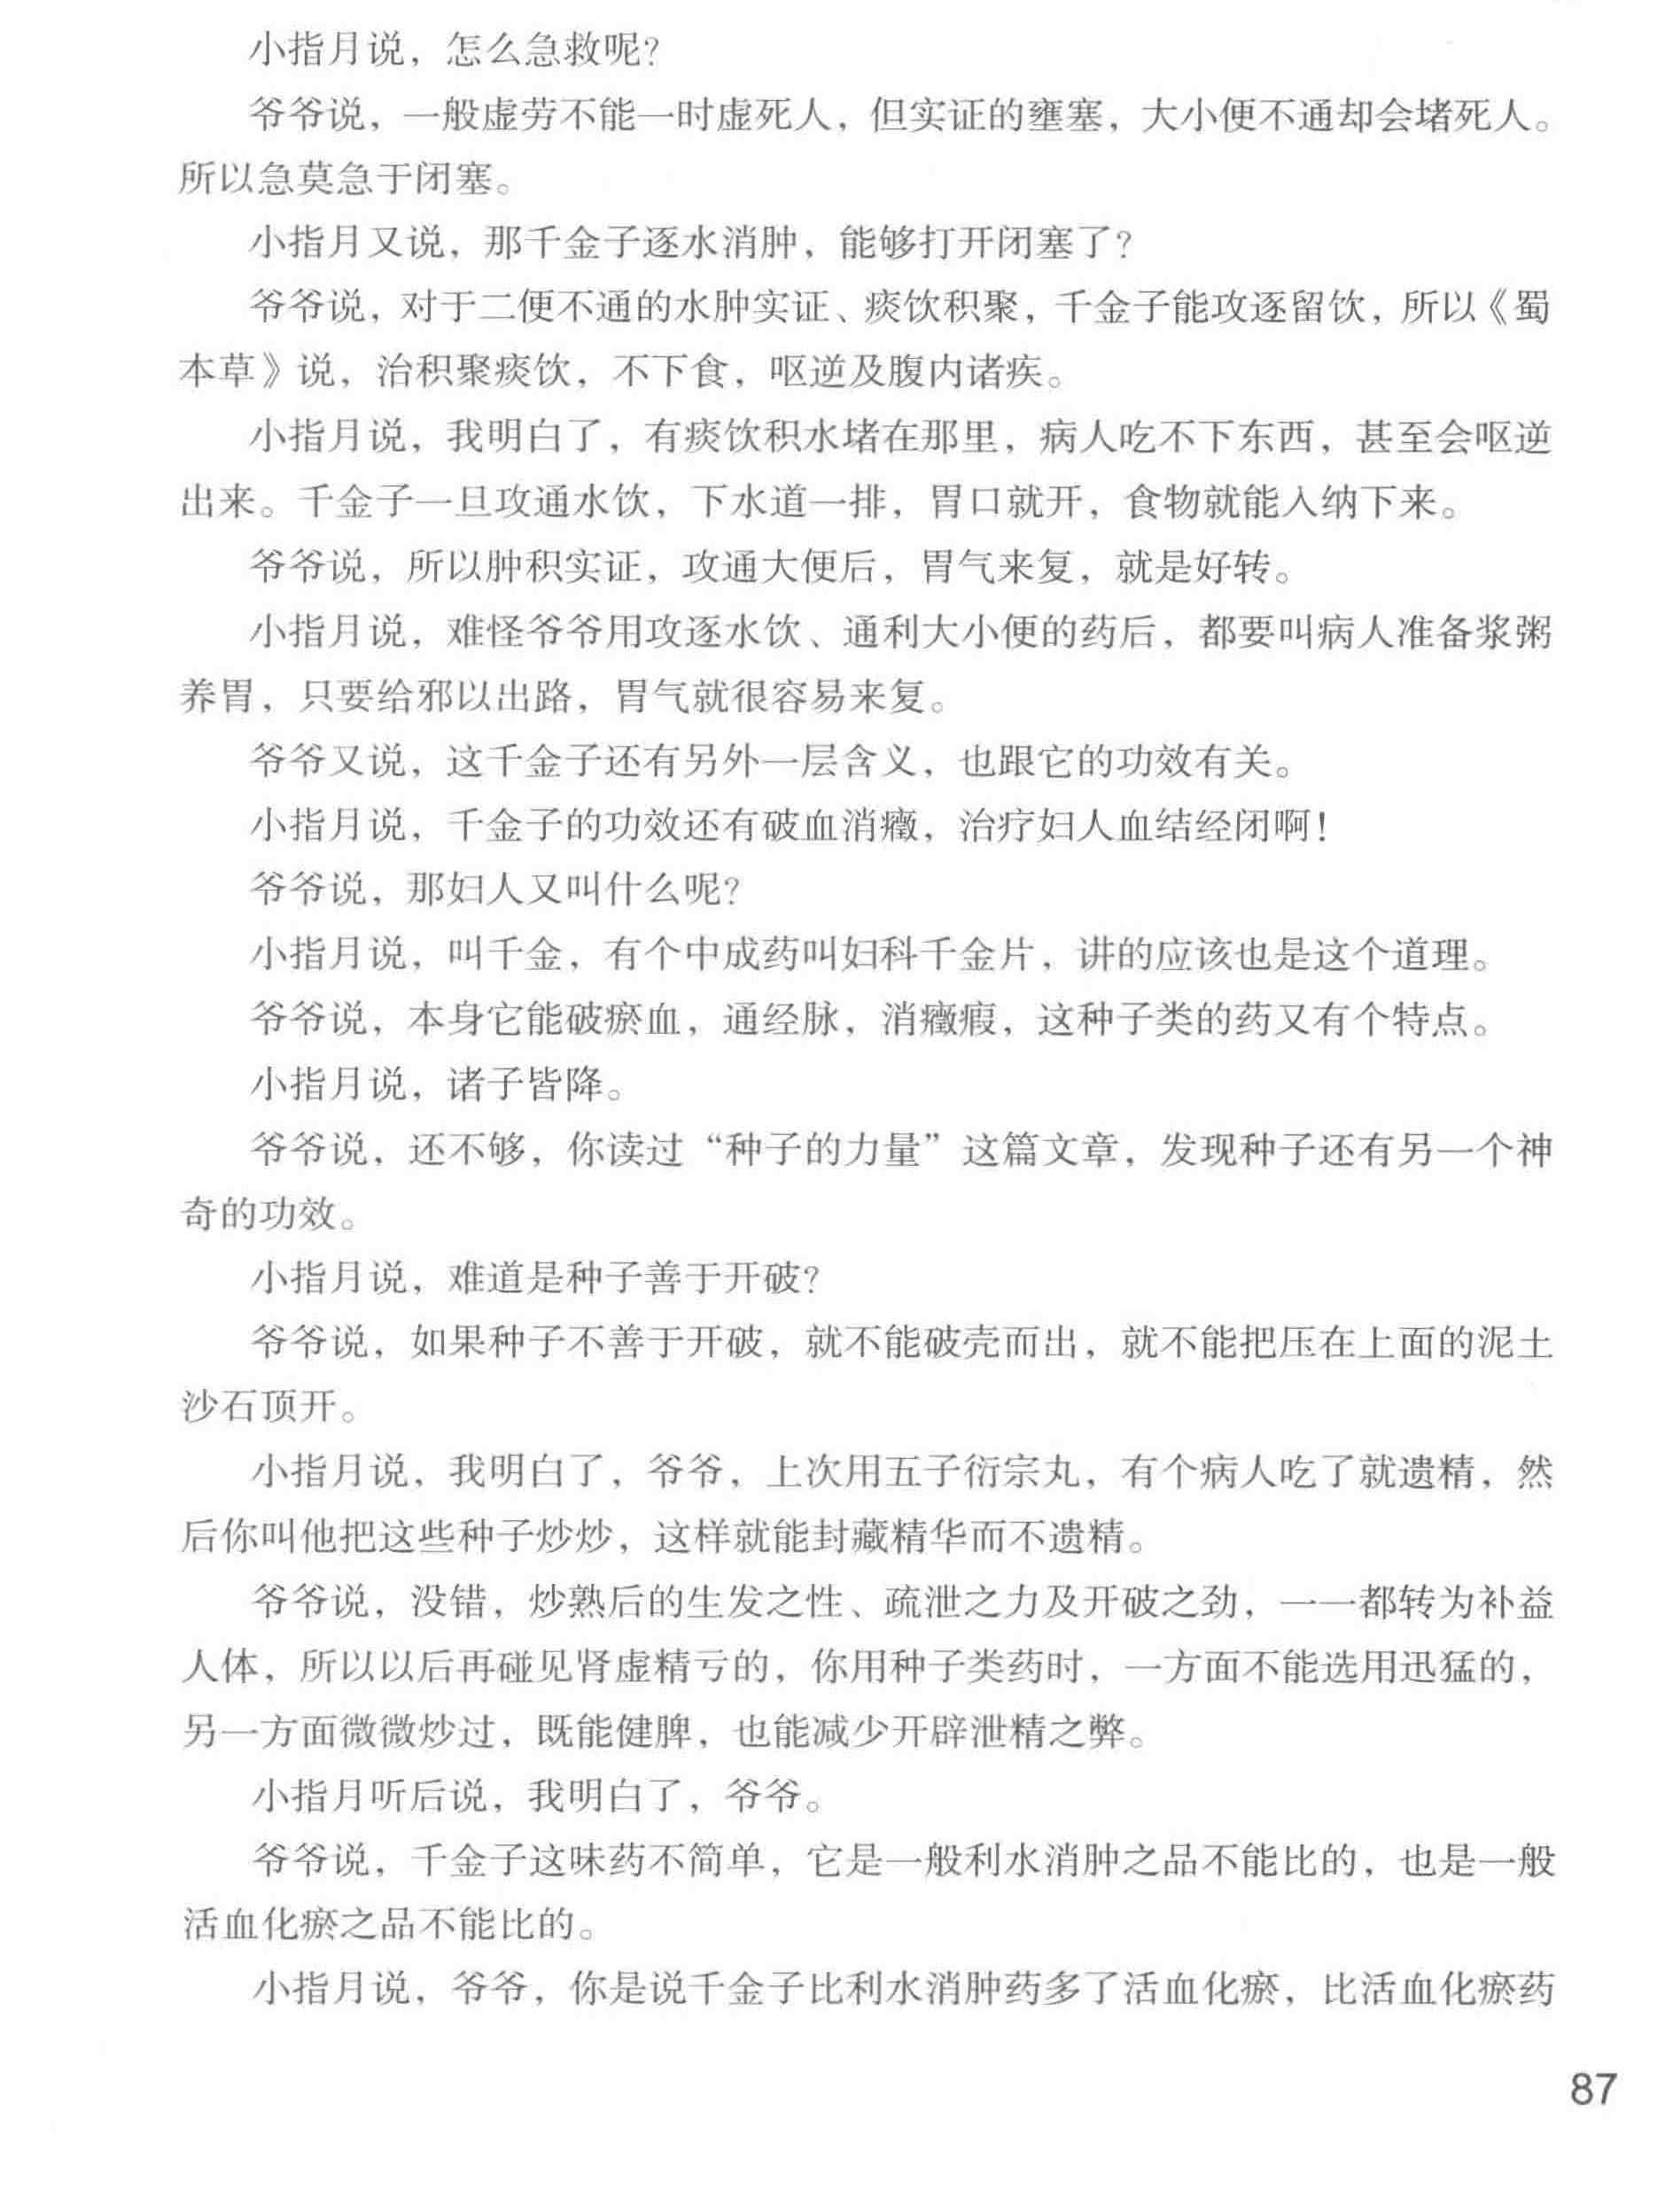 小指月说，怎么急救呢？
爷爷说，一般虚劳不能一时虚死人，但实证的壅塞，大小便不通却会堵死人。
所以急莫急于闭塞。
小指月又说，那千金子逐水消肿，能够打开闭塞了？
爷爷说，对于二便不通的水肿实证、痰饮积聚，千金子能攻逐留饮，所以《蜀
本草》说，治积聚痰饮，不下食，呕逆及腹内诸疾。
小指月说，我明白了，有痰饮积水堵在那里，病人吃不下东西，甚至会呕逆
出来。千金子一旦攻通水饮，下水道一排，胃口就开，食物就能入纳下来。
爷爷说，所以肿积实证，攻通大便后，胃气来复，就是好转。
小指月说，难怪爷爷用攻逐水饮、通利大小便的药后，都要叫病人准备浆粥
养胃，只要给邪以出路，胃气就很容易来复。
爷爷又说，这千金子还有另外一层含义，也跟它的功效有关。
小指月说，千金子的功效还有破血消癥，治疗妇人血结经闭啊！
爷爷说，那妇人又叫什么呢？
小指月说，叫千金，有个中成药叫妇科千金片，讲的应该也是这个道理。
爷爷说，本身它能破瘀血，通经脉，消癥瘕，这种子类的药又有个特点。
小指月说，诸子皆降。
爷爷说，还不够，你读过“种子的力量”这篇文章，发现种子还有另一个神
奇的功效。
小指月说，难道是种子善于开破？
爷爷说，如果种子不善于开破，就不能破壳而出，就不能把压在上面的泥土
沙石顶开。
小指月说，我明白了，爷爷，上次用五子衍宗丸，有个病人吃了就遗精，然
后你叫他把这些种子炒炒，这样就能封藏精华而不遗精。
爷爷说，没错，炒熟后的生发之性、疏泄之力及开破之劲，一一都转为补益
人体，所以以后再碰见肾虚精亏的，你用种子类药时，一方面不能选用迅猛的，
另一方面微微炒过，既能健脾，也能减少开辟泄精之弊。
小指月听后说，我明白了，爷爷。
爷爷说，千金子这味药不简单，它是一般利水消肿之品不能比的，也是一般
活血化瘀之品不能比的。
小指月说，爷爷，你是说千金子比利水消肿药多了活血化瘀，比活血化瘀药
87